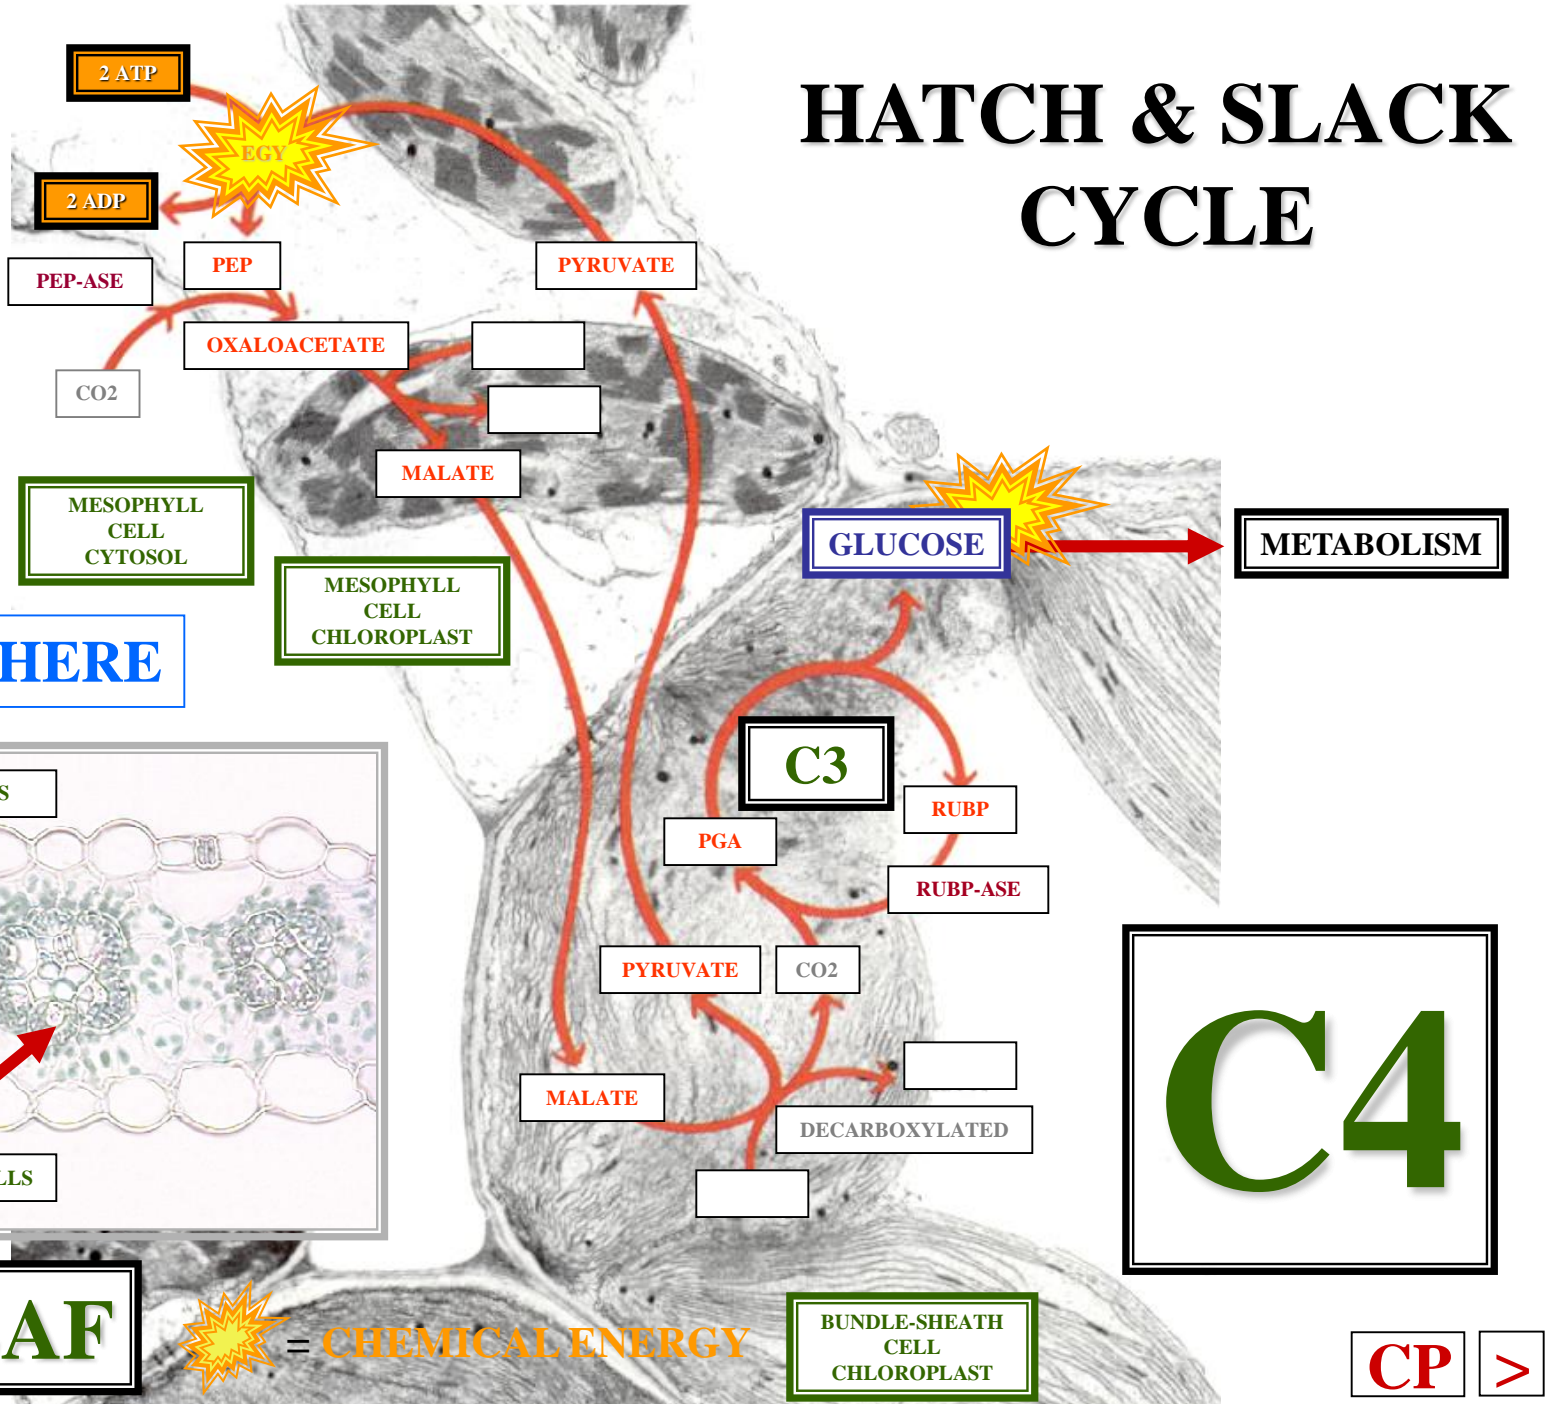 2 ATP
HATCH & SLACK
CYCLE
EGY
2 ADP
PEP-ASE
PEP
PYRUVATE
OXALOACETATE
CO2
MALATE
MESOPHYLL
CELL
CYTOSOL
GLUCOSE
METABOLISM
MESOPHYLL
CELL
CHLOROPLAST
HERE
C3
S
RUBP
PGA
RUBP-ASE
PYRUVATE
CO2
MALATE
DECARBOXYLATED
C4
LLS
AF
= CHEMICAL ENERGY
BUNDLE-SHEATH
CELL
CHLOROPLAST
CP >